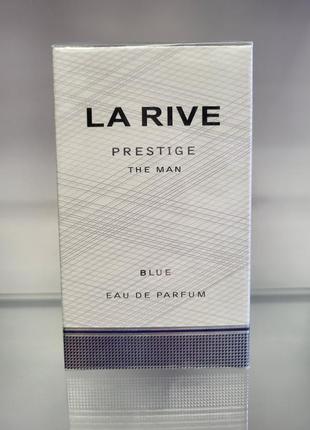 LA RIVE
PRESTIGE
THE MAN
BLUE
EAU DE PARFUM